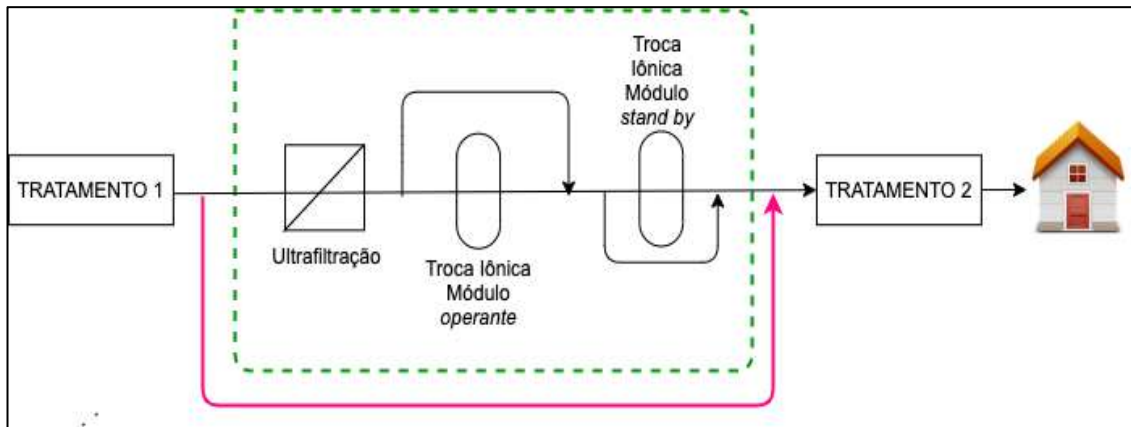 TRATAMENTO 1
Ultrafiltração
Troca Iônica
Módulo
operante
Troca
Iônica
Módulo
stand by
TRATAMENTO 2